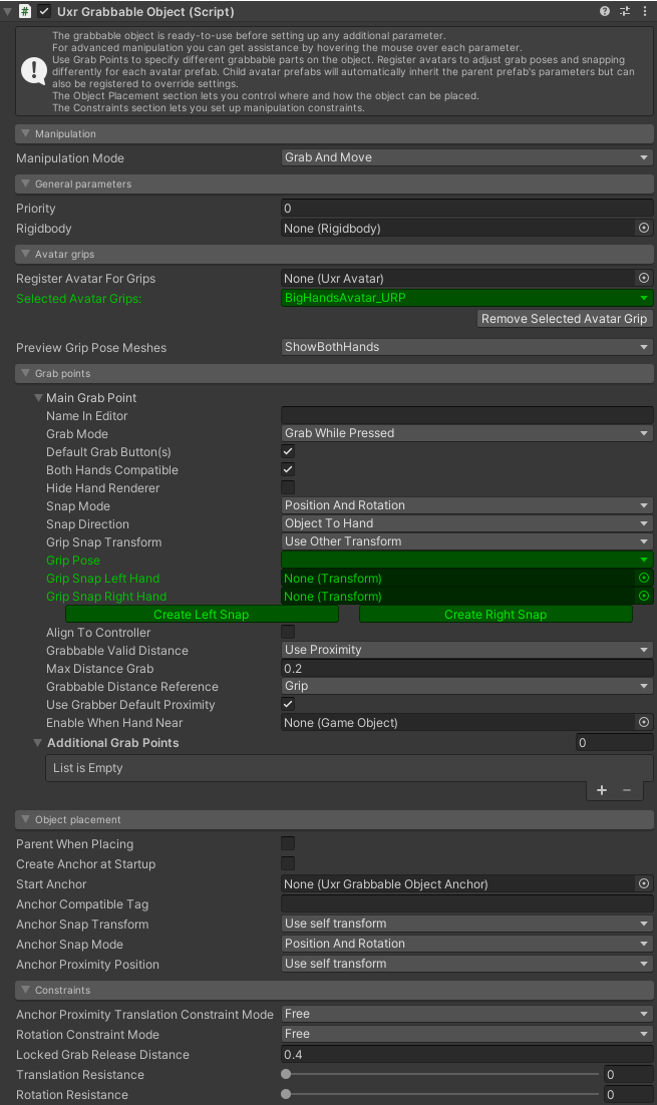 Uxr Grabbable Object (Script)
The grabbable object is ready-to-use before setting up any additional parameter.
For advanced manipulation you can get assistance by hovering the mouse over each parameter.
Use Grab Points to specify different grabbable parts on the object. Register avatars to adjust grab poses and snapping
differently for each avatar prefab. Child avatar prefabs will automatically inherit the parent prefab's parameters but can
also be registered to override settings.
The Object Placement section lets you control where and how the object can be placed.
The Constraints section lets you set up manipulation constraints.
Manipulation
Manipulation Mode Grab And Move
General parameters
Priority 0
Rigidbody None (Rigidbody)
Avatar grips
Register Avatar For Grips None (Uxr Avatar)
Selected Avatar Grips: BigHandsAvatar_URP
Remove Selected Avatar Grip
Preview Grip Pose Meshes ShowBothHands
Grab points
Main Grab Point
Name In Editor
Grab Mode Grab While Pressed
Default Grab Button(s)
Both Hands Compatible
Hide Hand Renderer
Snap Mode Position And Rotation
Snap Direction Object To Hand
Grip Snap Transform Use Other Transform
Grip Pose
Grip Snap Left Hand None (Transform)
Grip Snap Right Hand None (Transform)
Create Left Snap Create Right Snap
Align To Controller
Grabbable Valid Distance Use Proximity
Max Distance Grab 0.2
Grabbable Distance Reference Grip
Use Grabber Default Proximity
Enable When Hand Near None (Game Object)
Additional Grab Points 0
List is Empty
+ −
Object placement
Parent When Placing
Create Anchor at Startup
Start Anchor None (Uxr Grabbable Object Anchor)
Anchor Compatible Tag
Anchor Snap Transform Use self transform
Anchor Snap Mode Position And Rotation
Anchor Proximity Position Use self transform
Constraints
Anchor Proximity Translation Constraint Mode Free
Rotation Constraint Mode Free
Locked Grab Release Distance 0.4
Translation Resistance 0
Rotation Resistance 0